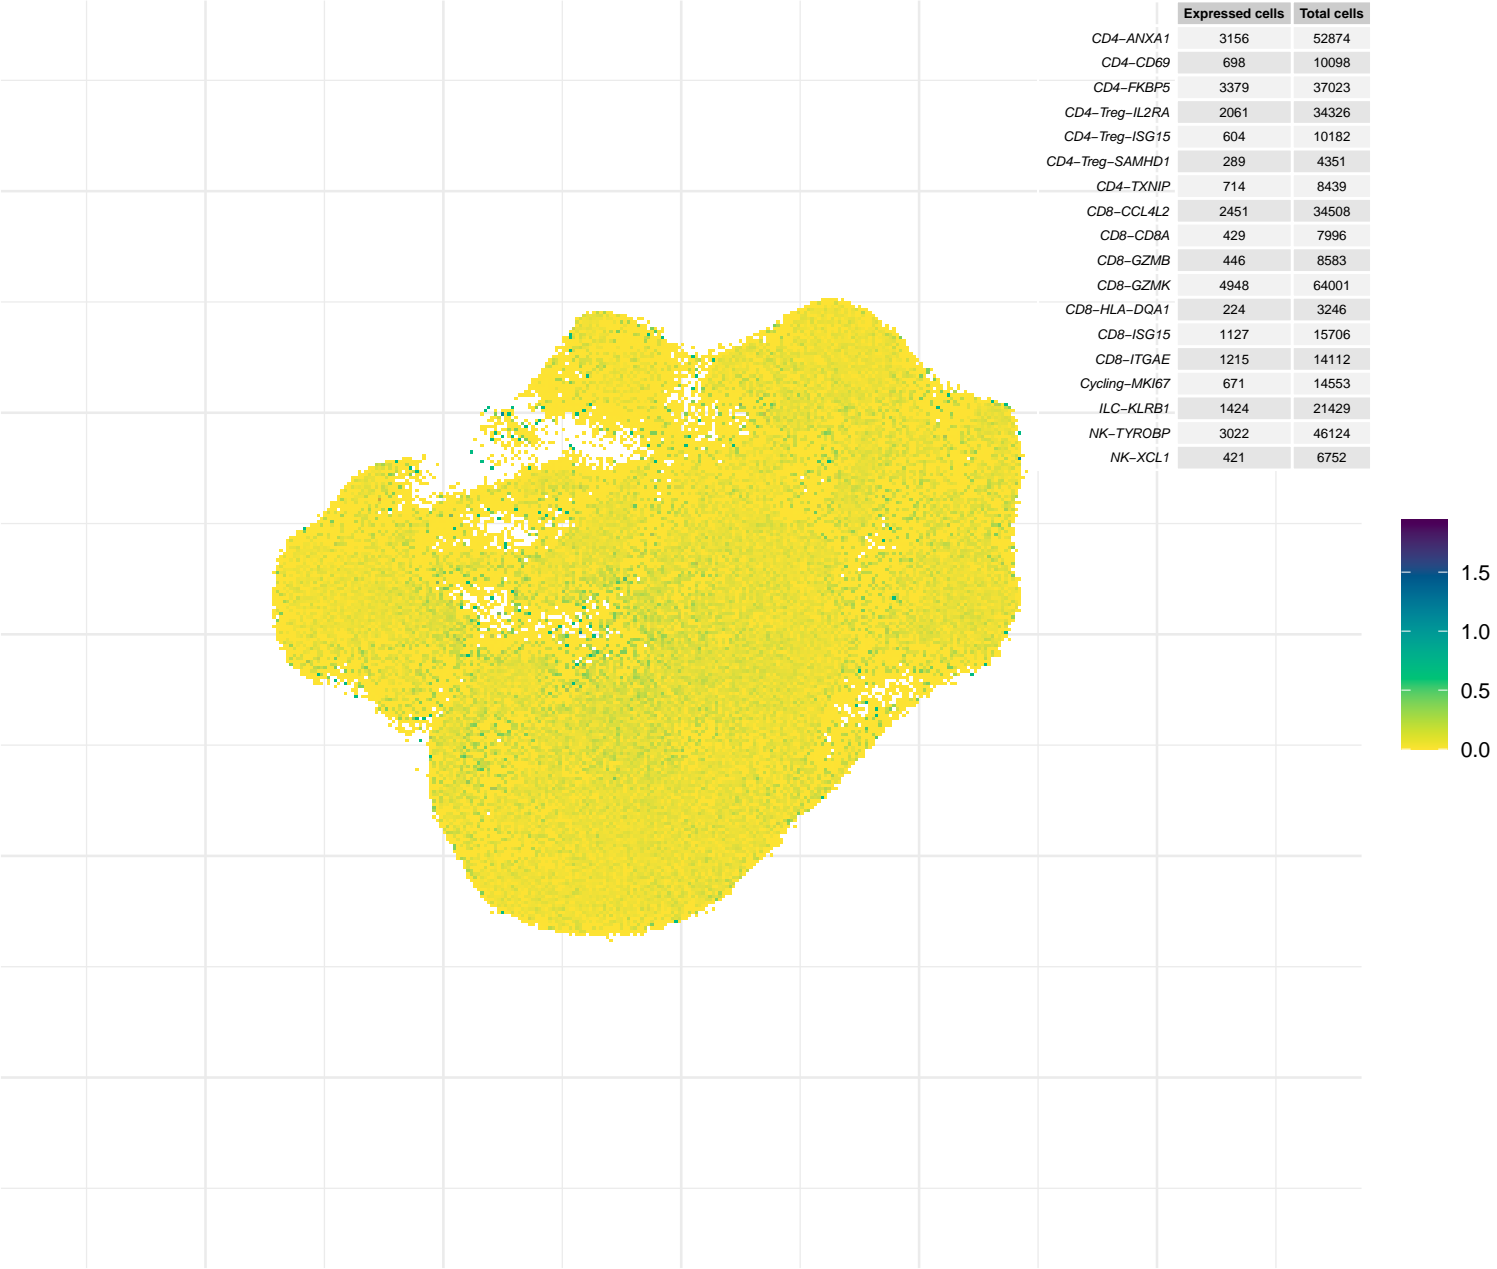 Expressed cells Total cells
CD4−ANXA1 3156 52874
CD4−CD69 698 10098
CD4−FKBP5 3379 37023
CD4−Treg−IL2RA 2061 34326
CD4−Treg−ISG15 604 10182
CD4−Treg−SAMHD1 289 4351
CD4−TXNIP 714 8439
CD8−CCL4L2 2451 34508
CD8−CD8A 429 7996
CD8−GZMB 446 8583
CD8−GZMK 4948 64001
CD8−HLA−DQA1 224 3246
CD8−ISG15 1127 15706
CD8−ITGAE 1215 14112
Cycling−MKI67 671 14553
ILC−KLRB1 1424 21429
NK−TYROBP 3022 46124
NK−XCL1 421 6752
1.5
1.0
0.5
0.0